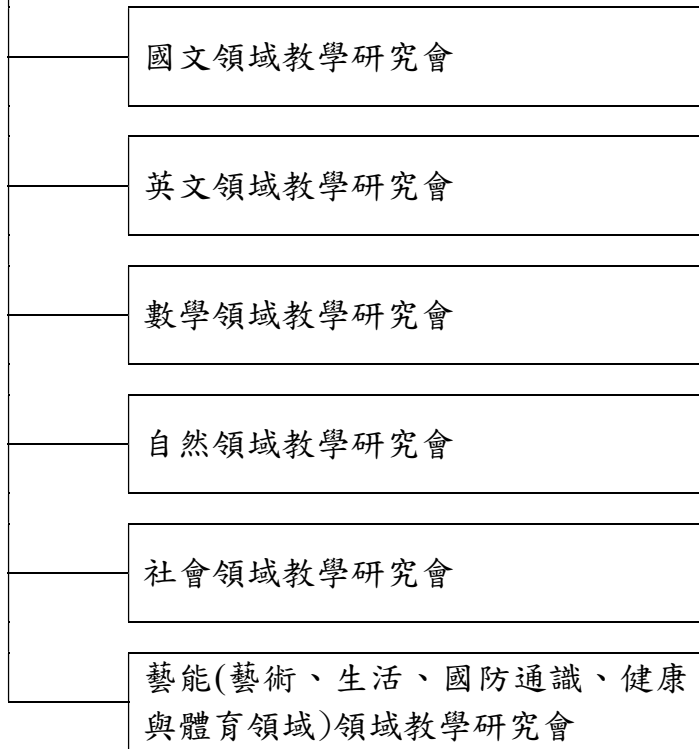 國文領域教學研究會
英文領域教學研究會
數學領域教學研究會
自然領域教學研究會
社會領域教學研究會
藝能(藝術、生活、國防通識、健康
與體育領域)領域教學研究會